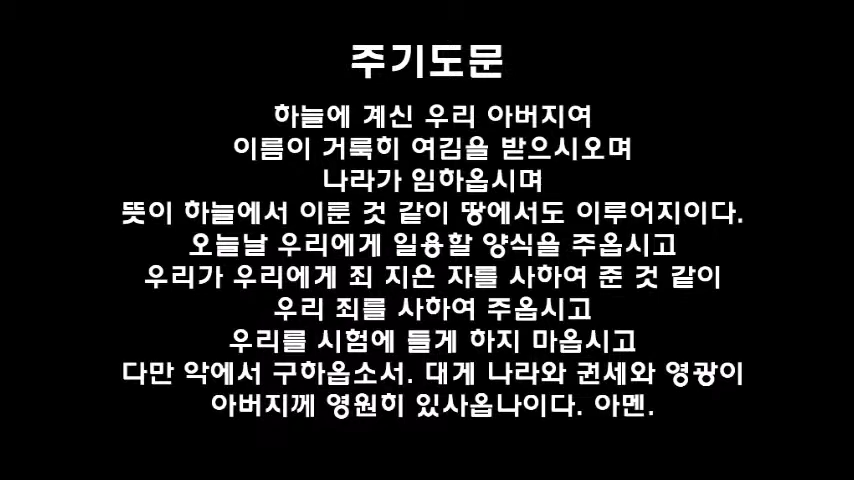 주기도문
하늘에 계신 우리 아버지여
이름이 거룩히 여김을 받으시오며
나라가 임하옵시며
뜻이 하늘에서 이룬 것 같이 땅에서도 이루어지이다.
오늘날 우리에게 일용할 양식을 주옵시고
우리가 우리에게 죄 지은 자를 사하여 준 것 같이
우리 죄를 사하여 주옵시고
우리를 시험에 들게 하지 마옵시고
다만 악에서 구하옵소서. 대게 나라와 권세와 영광이
아버지께 영원히 있사옵나이다. 아멘.